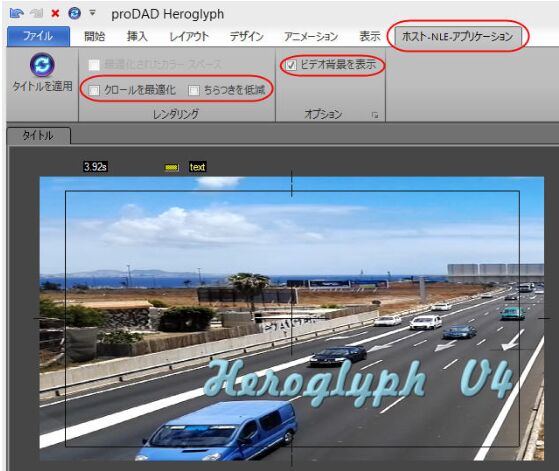 proDAD Heroglyph
ファイル 開始 挿入 レイアウト デザイン アニメーション 表示 ホスト-NLE-アプリケーション
最適化されたカラー スペース ビデオ背景を表示
タイトルを適用 クロールを最適化 ちらつきを低減
レンダリング オプション
タイトル
3.92s text
Heroglyph V4